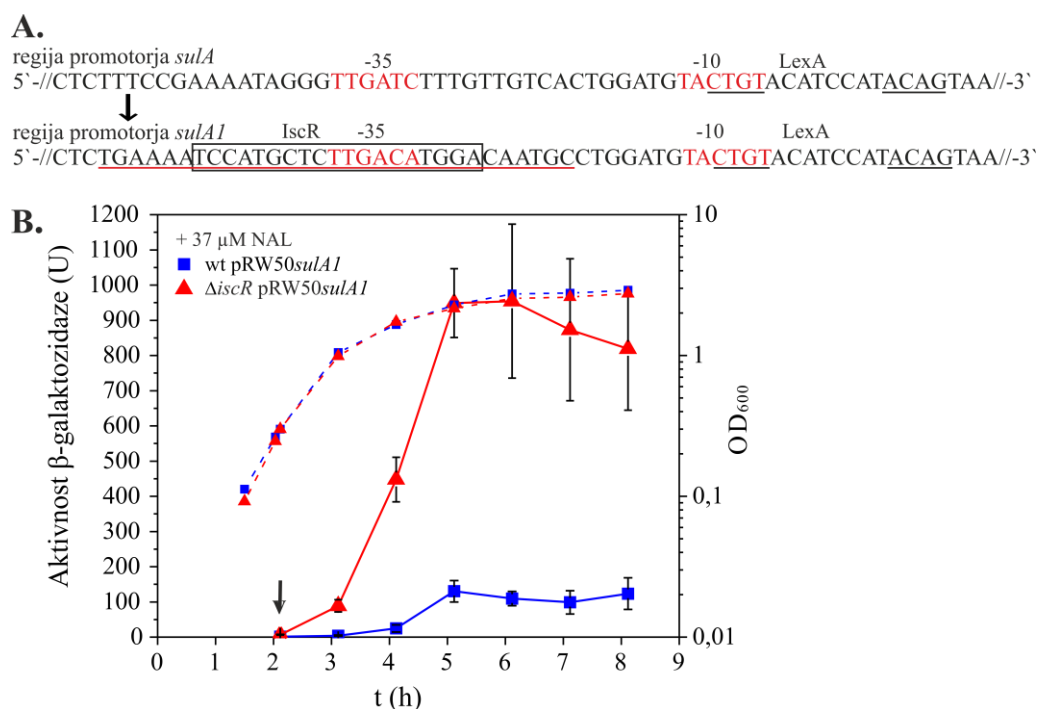 A.
regija promotorja sulA
-35
-10
LexA
5`-//CTCTTTCCGAAAATAGGGTTGATCTTTGTTGTCACTGGATGTACTGTACATCCATACAGTAA//-3`
regija promotorja sulA1
IscR
-35
-10
LexA
5`-//CTCTGAAAATCCATGCTCTTGACATGGACAATGCCTGGATGTACTGTACATCCATACAGTAA//-3`
B.
+ 37 µM NAL
wt pRW50sulA1
ΔiscR pRW50sulA1
Aktivnost β-galaktozidaze (U)
1200
1100
1000
900
800
700
600
500
400
300
200
100
0
10
1
0,1
0,01
OD600
0 1 2 3 4 5 6 7 8 9
t (h)